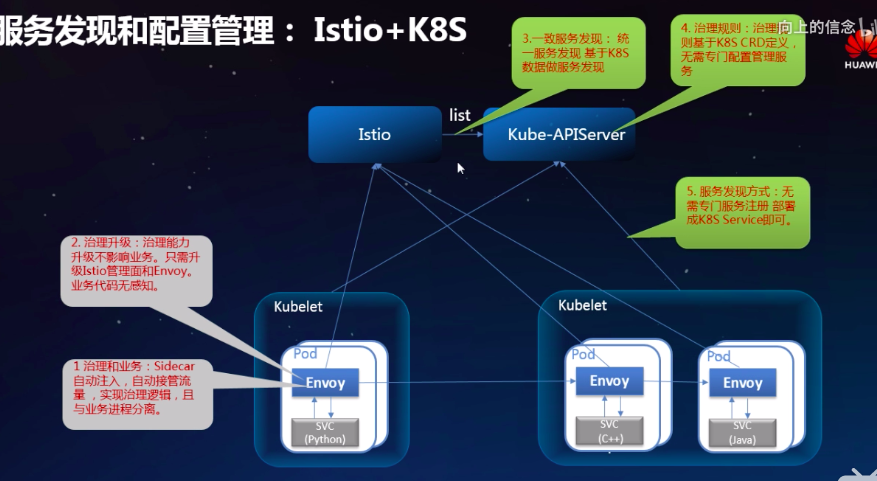 服务发现和配置管理： Istio+K8S
向上的信念
HUAWEI
3.一致服务发现： 统
一服务发现 基于K8S
数据做服务发现
4. 治理规则：治理规
则基于K8S CRD定义，
无需专门配置管理服
务
list
Istio
Kube-APIServer
5. 服务发现方式：无
需专门服务注册 部署
成K8S Service即可。
2. 治理升级：治理能力
升级不影响业务。只需升
级Istio管理面和Envoy。
业务代码无感知。
Kubelet
Kubelet
1 治理和业务：Sidecar
自动注入，自动接管流
量 ，实现治理逻辑，且
与业务进程分离。
Pod
Envoy
SVC
(Python)
Pod
Envoy
SVC
(C++)
Pod
Envoy
SVC
(Java)